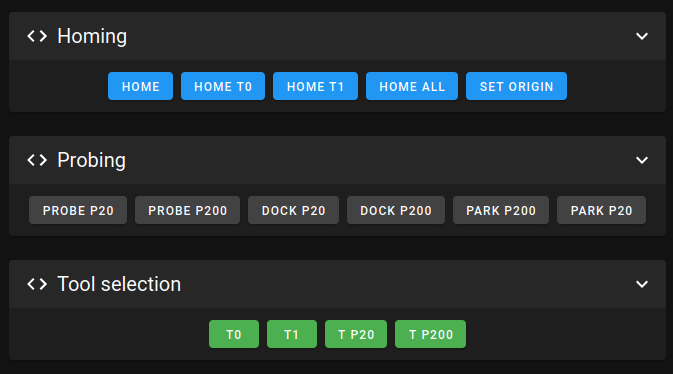 Homing
HOME HOME T0 HOME T1 HOME ALL SET ORIGIN
Probing
PROBE P20 PROBE P200 DOCK P20 DOCK P200 PARK P200 PARK P20
Tool selection
T0 T1 T P20 T P200